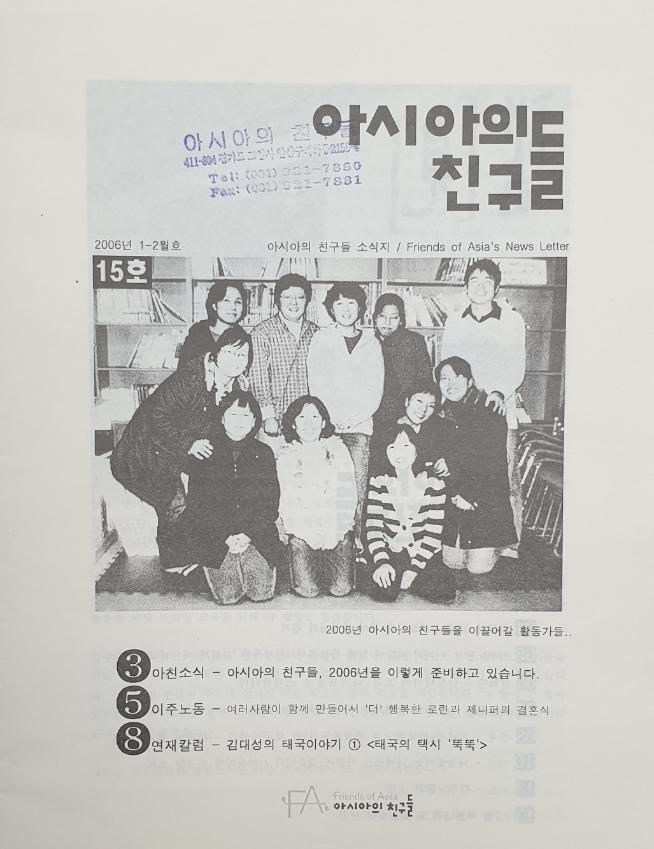 아시아의
친구들
아시아의 친구들
Tel: (031) 921-7880
Fax: (031) 921-7881
2006년 1-2월호
아시아의 친구들 소식지 / Friends of Asia's News Letter
15호
2006년 아시아의 친구들을 이끌어갈 활동가들..
3 아친소식 - 아시아의 친구들, 2006년을 이렇게 준비하고 있습니다.
5 이주노동 - 여러사람이 함께 만들어서 '더' 행복한 로린과 제니퍼의 결혼식
8 연재칼럼 - 김대성의 태국이야기 ① <태국의 택시 '뚝뚝'>
FA Friends of Asia
아시아의 친구들